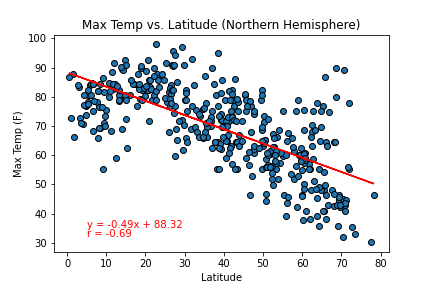 Max Temp vs. Latitude (Northern Hemisphere)
100
90
80
70
60
50
40
30
Max Temp (F)
y = -0.49x + 88.32
r = -0.69
0 10 20 30 40 50 60 70 80
Latitude